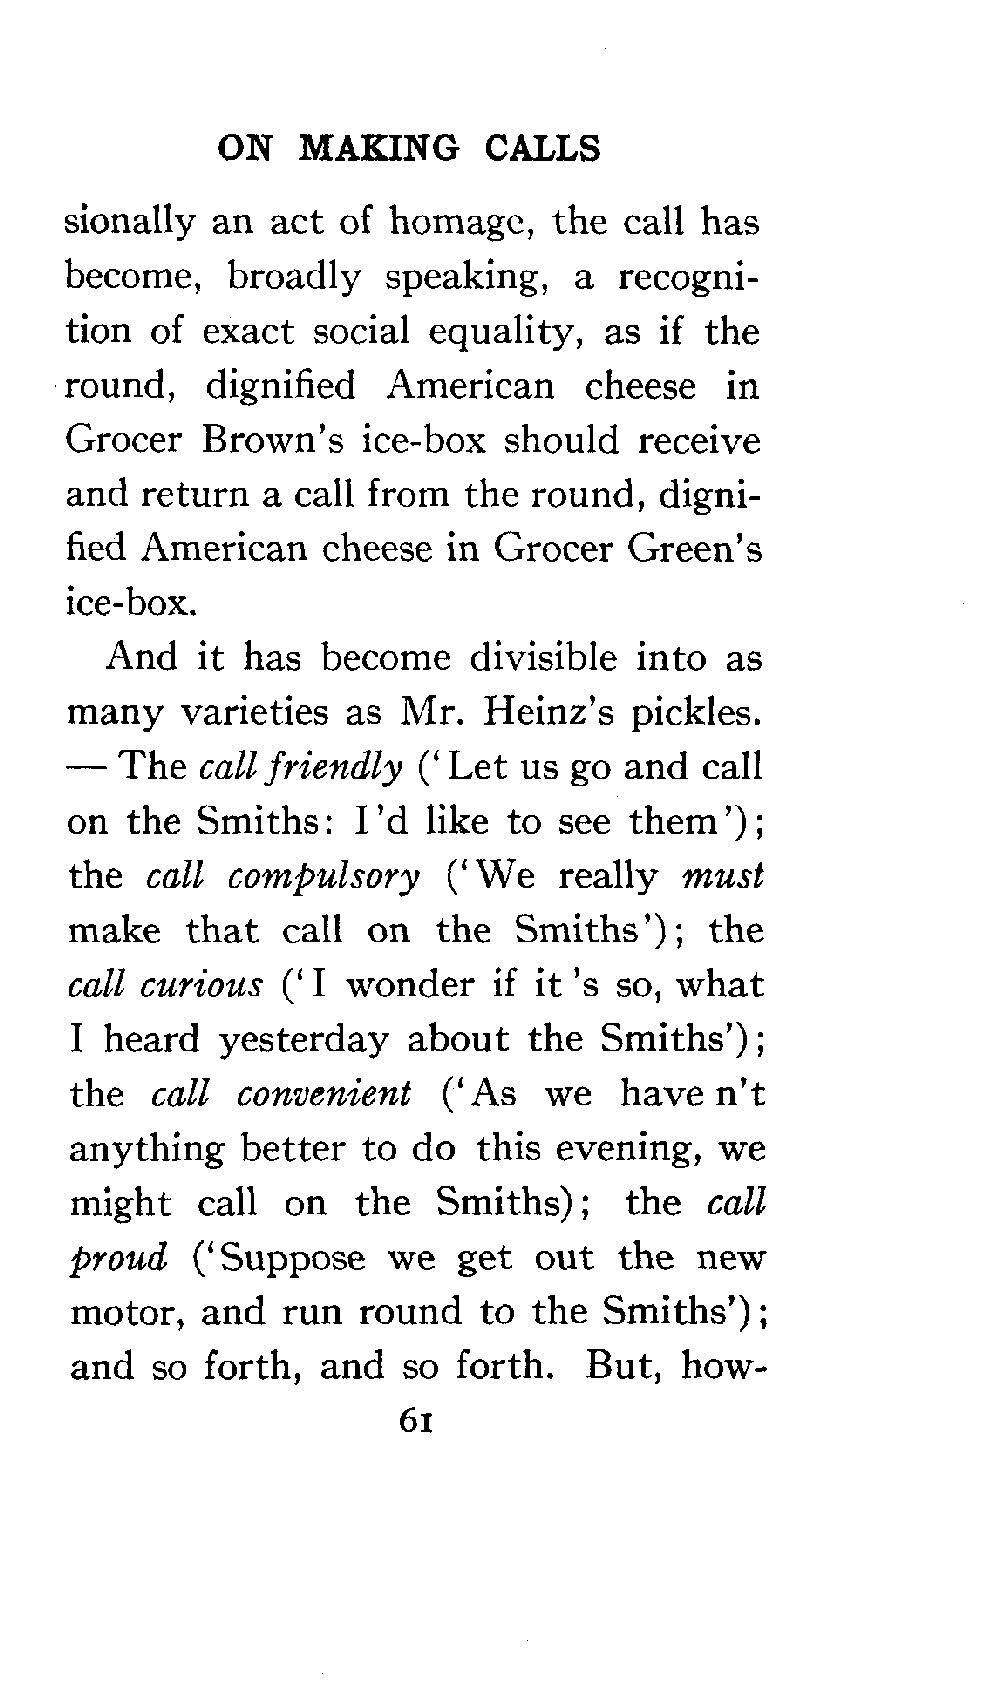 ON MAKING CALLS
sionally an act of homage, the call has
become, broadly speaking, a recogni-
tion of exact social equality, as if the
round, dignified American cheese in
Grocer Brown's ice-box should receive
and return a call from the round, digni-
fied American cheese in Grocer Green's
ice-box.
And it has become divisible into as
many varieties as Mr. Heinz's pickles.
— The call friendly ('Let us go and call
on the Smiths: I'd like to see them');
the call compulsory ('We really must
make that call on the Smiths'); the
call curious ('I wonder if it's so, what
I heard yesterday about the Smiths');
the call convenient ('As we have n't
anything better to do this evening, we
might call on the Smiths); the call
proud ('Suppose we get out the new
motor, and run round to the Smiths');
and so forth, and so forth. But, how-
61